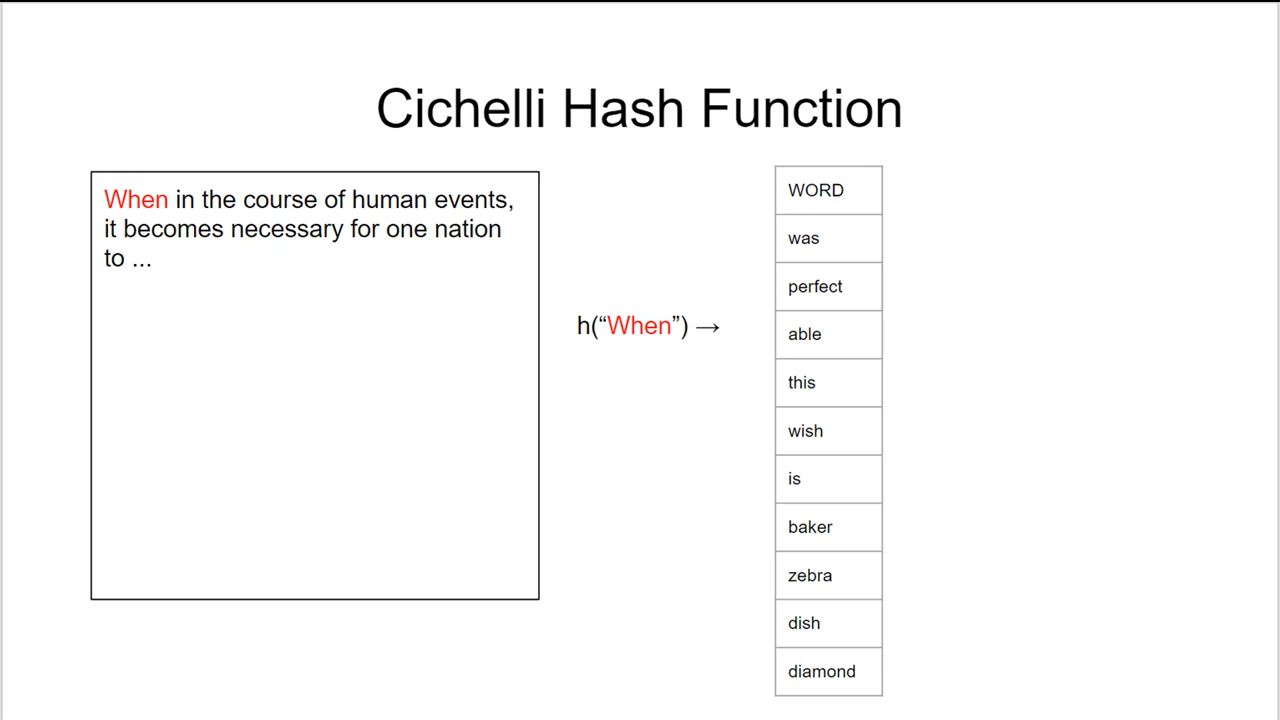 Cichelli Hash Function
When in the course of human events,
it becomes necessary for one nation
to ...
h(“When”) →
WORD
was
perfect
able
this
wish
is
baker
zebra
dish
diamond